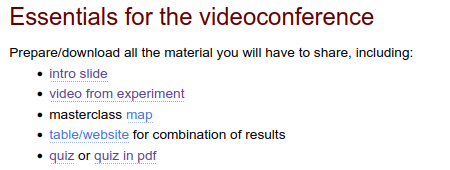 Essentials for the videoconference
Prepare/download all the material you will have to share, including:
• intro slide
• video from experiment
• masterclass map
• table/website for combination of results
• quiz or quiz in pdf